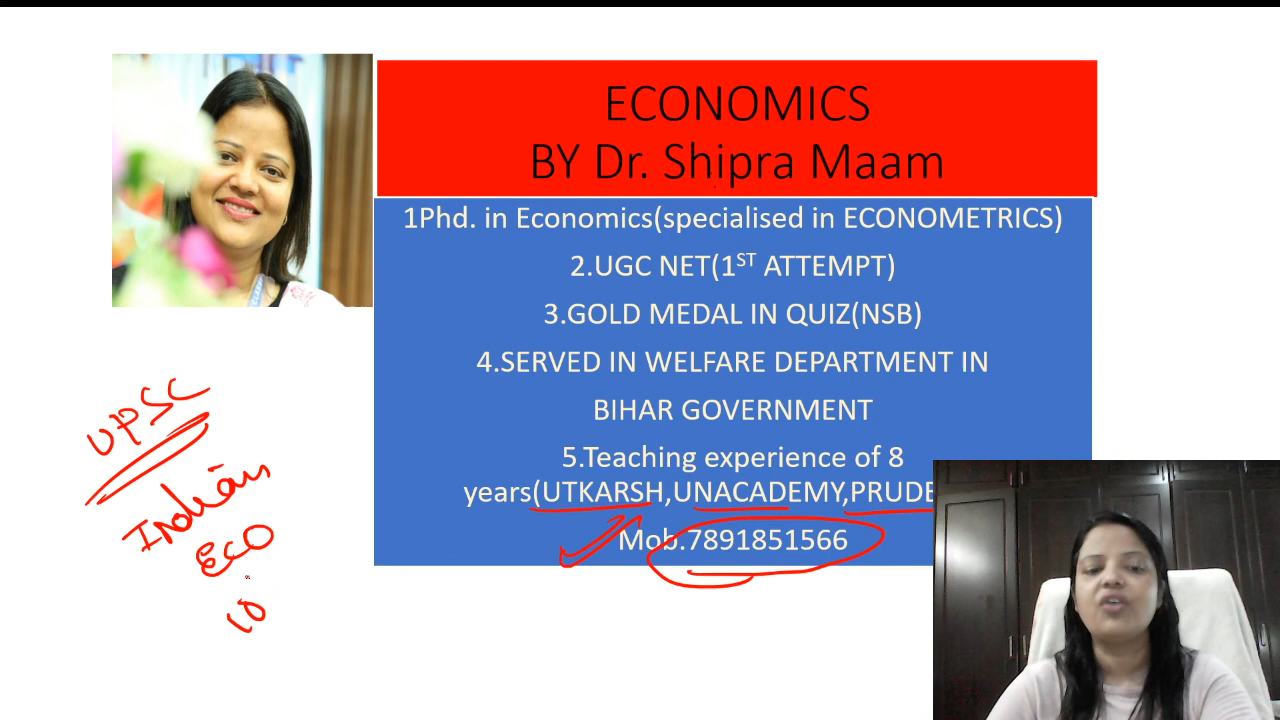 ECONOMICS
BY Dr. Shipra Maam
1Phd. in Economics(specialised in ECONOMETRICS)
2.UGC NET(1ST ATTEMPT)
3.GOLD MEDAL IN QUIZ(NSB)
4.SERVED IN WELFARE DEPARTMENT IN
BIHAR GOVERNMENT
5.Teaching experience of 8
years(UTKARSH,UNACADEMY,PRUDE
Mob.7891851566
UPSC
Indian
ECO
10